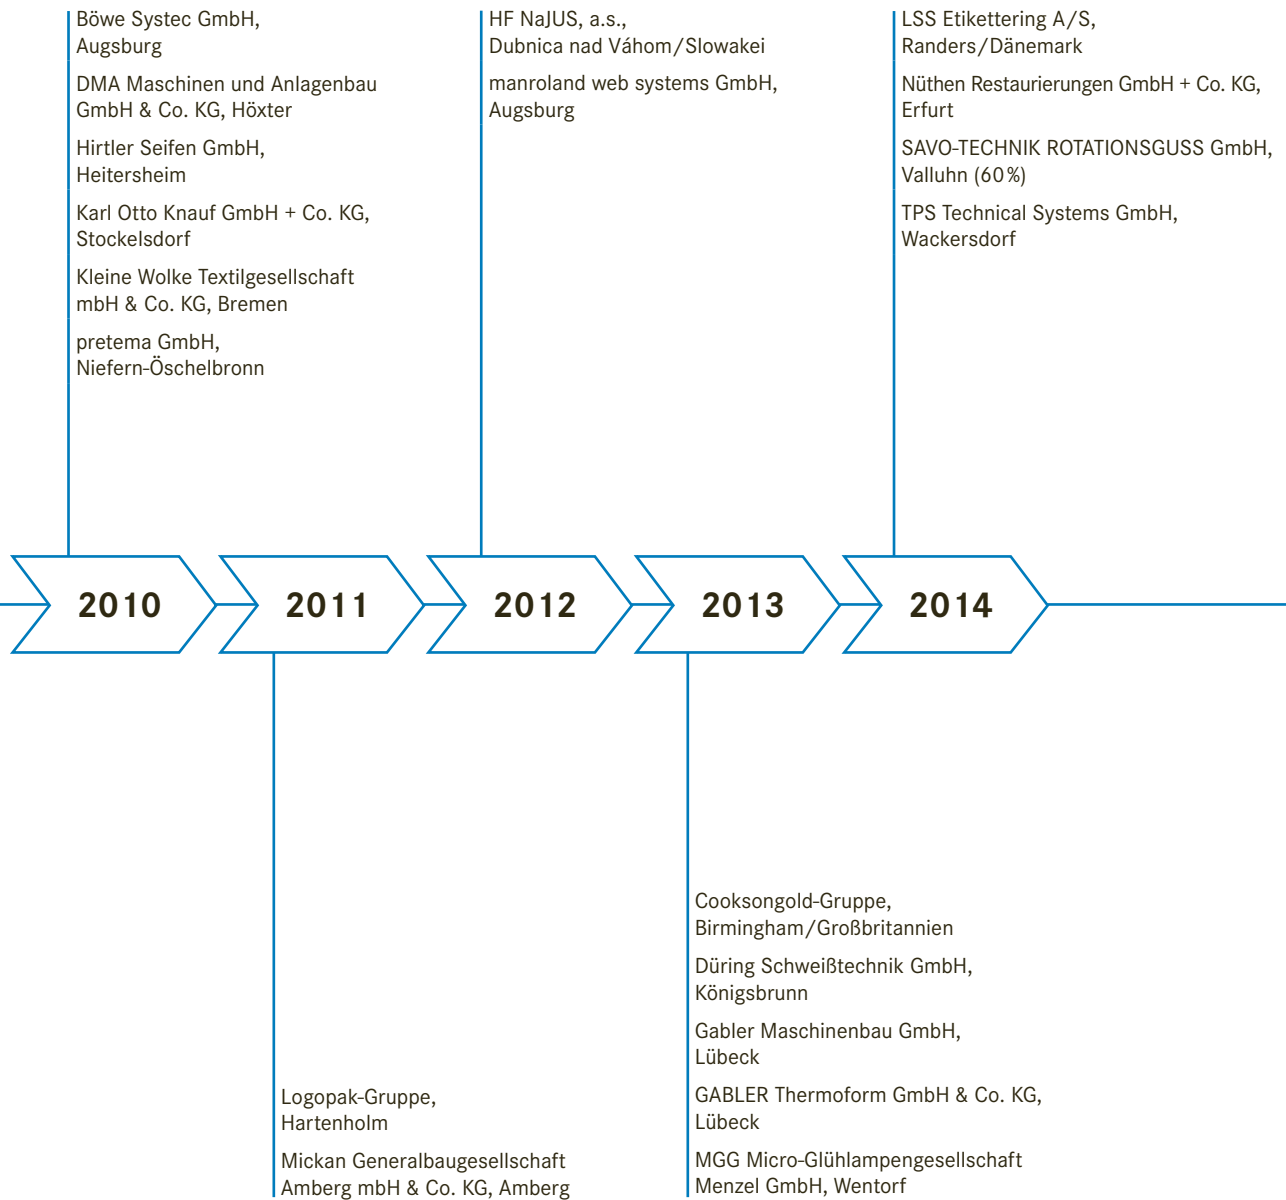 Böwe Systec GmbH,
Augsburg
DMA Maschinen und Anlagenbau
GmbH & Co. KG, Höxter
Hirtler Seifen GmbH,
Heitersheim
Karl Otto Knauf GmbH + Co. KG,
Stockelsdorf
Kleine Wolke Textilgesellschaft
mbH & Co. KG, Bremen
pretema GmbH,
Niefern-Öschelbronn
HF NaJUS, a.s.,
Dubnica nad Váhom/Slowakei
manroland web systems GmbH,
Augsburg
LSS Etikettering A/S,
Randers/Dänemark
Nüthen Restaurierungen GmbH + Co. KG,
Erfurt
SAVO-TECHNIK ROTATIONSGUSS GmbH,
Valluhn (60 %)
TPS Technical Systems GmbH,
Wackersdorf
2010
2011
2012
2013
2014
Logopak-Gruppe,
Hartenholm
Mickan Generalbaugesellschaft
Amberg mbH & Co. KG, Amberg
Cooksongold-Gruppe,
Birmingham/Großbritannien
Düring Schweißtechnik GmbH,
Königsbrunn
Gabler Maschinenbau GmbH,
Lübeck
GABLER Thermoform GmbH & Co. KG,
Lübeck
MGG Micro-Glühlampengesellschaft
Menzel GmbH, Wentorf